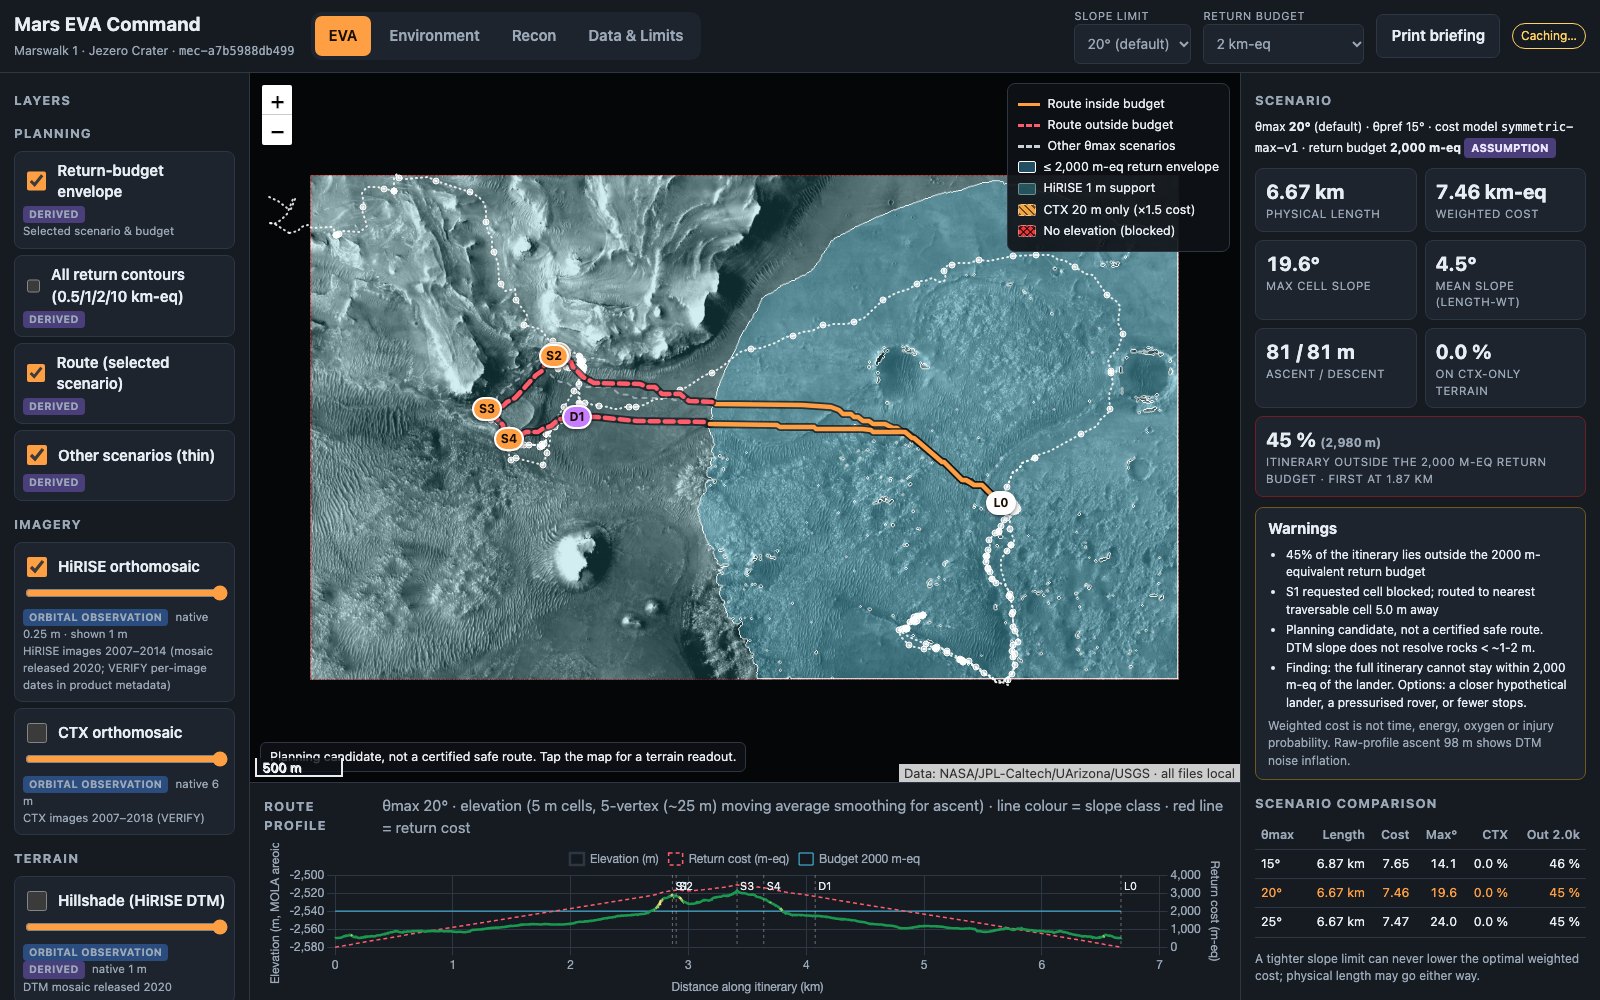 Mars EVA Command
Marswalk 1 · Jezero Crater · mec-a7b5988db499
EVA
Environment
Recon
Data & Limits
SLOPE LIMIT
20° (default)
RETURN BUDGET
2 km-eq
Print briefing
Caching…
LAYERS
PLANNING
Return-budget
envelope
DERIVED
Selected scenario & budget
All return contours
(0.5/1/2/10 km-eq)
DERIVED
Route (selected
scenario)
DERIVED
Other scenarios (thin)
DERIVED
IMAGERY
HiRISE orthomosaic
ORBITAL OBSERVATION native
0.25 m · shown 1 m
HiRISE images 2007–2014 (mosaic
released 2020; VERIFY per-image
dates in product metadata)
CTX orthomosaic
ORBITAL OBSERVATION native 6
m
CTX images 2007–2018 (VERIFY)
TERRAIN
Hillshade (HiRISE DTM)
ORBITAL OBSERVATION
DERIVED native 1 m
DTM mosaic released 2020
+
−
Route inside budget
Route outside budget
Other θmax scenarios
≤ 2,000 m-eq return envelope
HiRISE 1 m support
CTX 20 m only (×1.5 cost)
No elevation (blocked)
S2
S3
D1
S4
L0
Planning candidate, not a certified safe route. Tap the map for a terrain readout.
500 m
Data: NASA/JPL-Caltech/UArizona/USGS · all files local
ROUTE
PROFILE
θmax 20° · elevation (5 m cells, 5-vertex (~25 m) moving average smoothing for ascent) · line colour = slope class · red line
= return cost
Elevation (m)
Return cost (m-eq)
Budget 2000 m-eq
Elevation (m, MOLA areoid
-2,500
-2,520
-2,540
-2,560
-2,580
S2
S3
S4
D1
L0
4,000
3,000
2,000
1,000
0
Return cost (m-eq)
0 1 2 3 4 5 6 7
Distance along itinerary (km)
SCENARIO
θmax 20° (default) · θpref 15° · cost model symmetric-
max-v1 · return budget 2,000 m-eq ASSUMPTION
6.67 km
PHYSICAL LENGTH
7.46 km-eq
WEIGHTED COST
19.6°
MAX CELL SLOPE
4.5°
MEAN SLOPE
(LENGTH-WT)
81 / 81 m
ASCENT / DESCENT
0.0 %
ON CTX-ONLY
TERRAIN
45 % (2,980 m)
ITINERARY OUTSIDE THE 2,000 M-EQ RETURN
BUDGET · FIRST AT 1.87 KM
Warnings
• 45% of the itinerary lies outside the 2000 m-
equivalent return budget
• S1 requested cell blocked; routed to nearest
traversable cell 5.0 m away
• Planning candidate, not a certified safe route.
DTM slope does not resolve rocks < ~1-2 m.
• Finding: the full itinerary cannot stay within 2,000
m-eq of the lander. Options: a closer hypothetical
lander, a pressurised rover, or fewer stops.
Weighted cost is not time, energy, oxygen or injury
probability. Raw-profile ascent 98 m shows DTM
noise inflation.
SCENARIO COMPARISON
θmax Length Cost Max° CTX Out 2.0k
15° 6.87 km 7.65 14.1 0.0 % 46 %
20° 6.67 km 7.46 19.6 0.0 % 45 %
25° 6.67 km 7.47 24.0 0.0 % 45 %
A tighter slope limit can never lower the optimal weighted
cost; physical length may go either way.